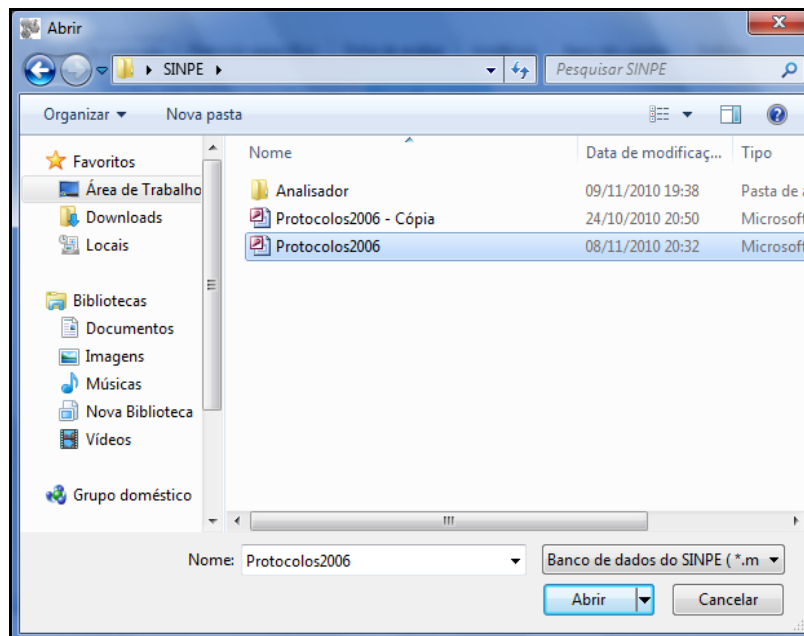 Abrir
SINPE
Pesquisar SINPE
Organizar
Nova pasta
Favoritos
Área de Trabalho
Downloads
Locais
Bibliotecas
Documentos
Imagens
Músicas
Nova Biblioteca
Vídeos
Grupo doméstico
Nome Data de modificaç... Tipo
Analisador 09/11/2010 19:38 Pasta de a
Protocolos2006 - Cópia 24/10/2010 20:50 Microsoft
Protocolos2006 08/11/2010 20:32 Microsoft
Nome: Protocolos2006 Banco de dados do SINPE ( *.m
Abrir Cancelar